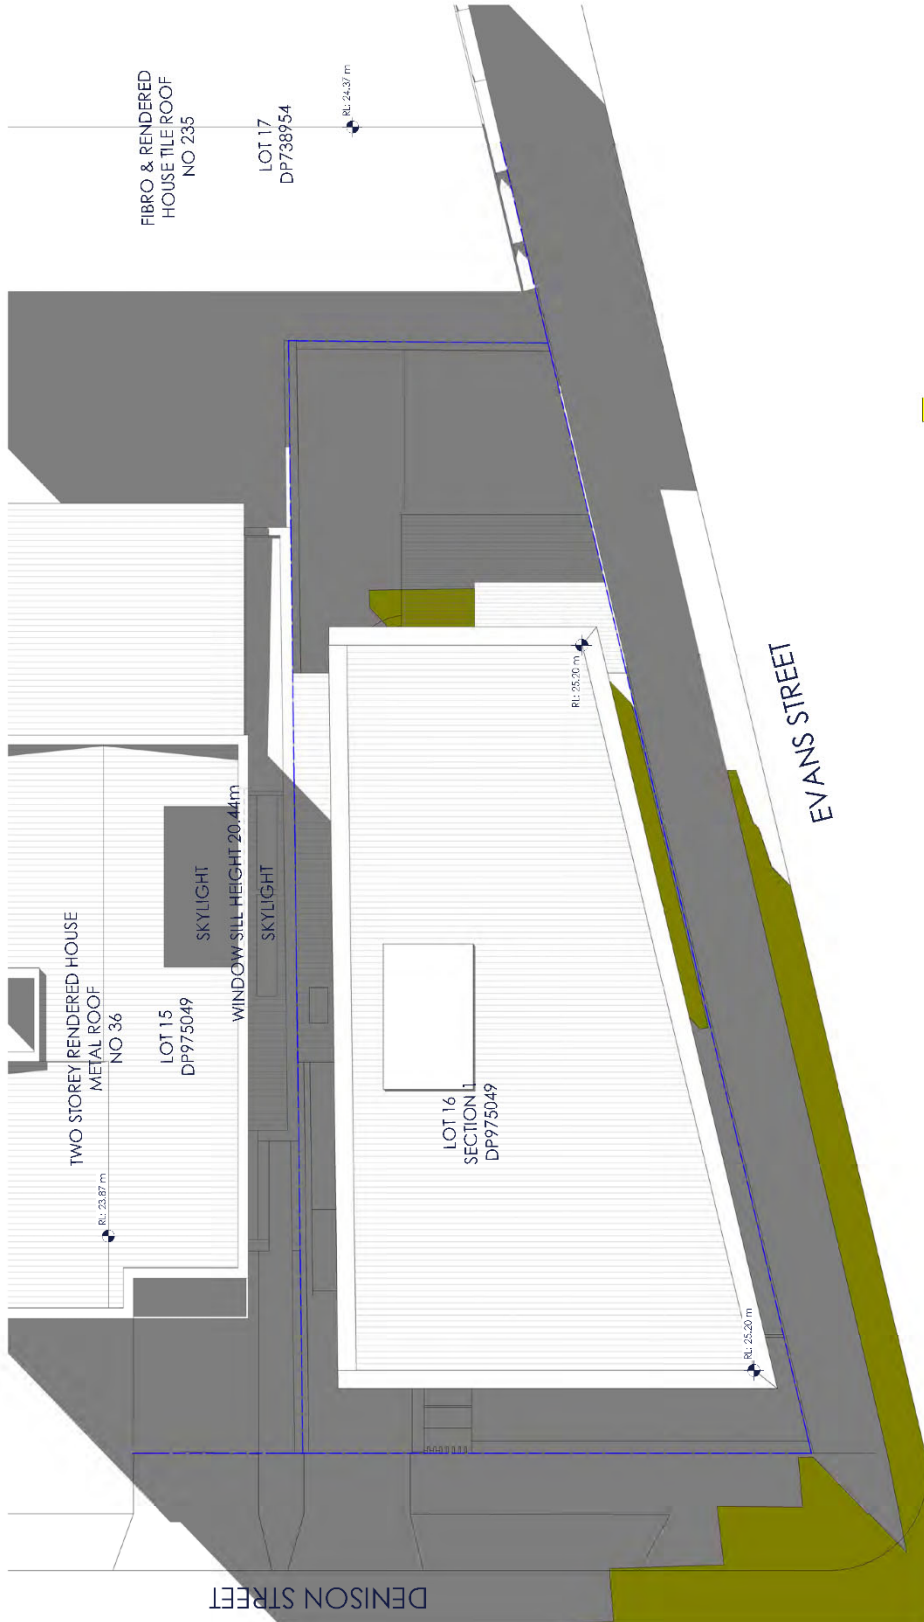 FIBRO & RENDERED
HOUSE TILE ROOF
NO 235
LOT 17
DP738954
RL: 24.37 m
TWO STOREY RENDERED HOUSE
METAL ROOF
NO 36
LOT 15
DP975049
RL: 23.87 m
SKYLIGHT
WINDOW SILL HEIGHT 20.44m
SKYLIGHT
LOT 16
SECTION 1
DP975049
RL: 25.20 m
RL: 25.20 m
EVANS STREET
DENISON STREET